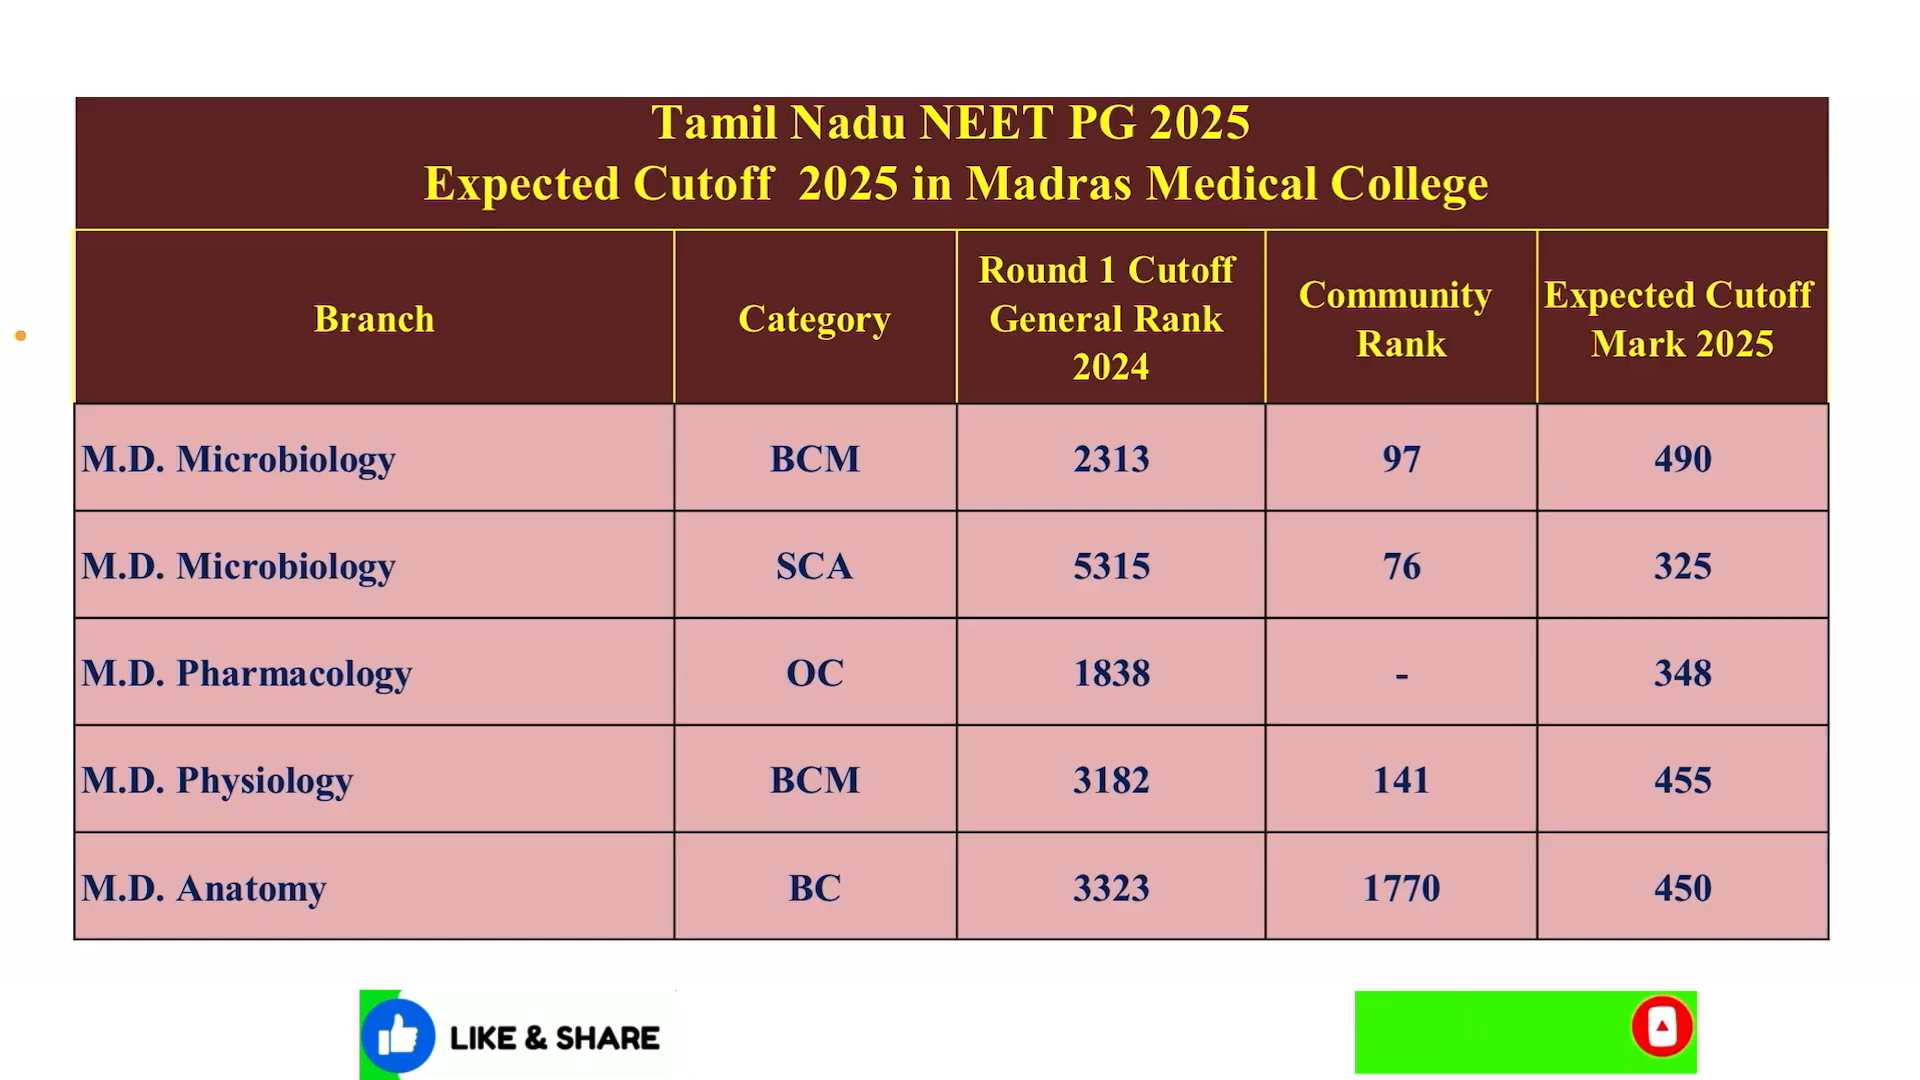 Tamil Nadu NEET PG 2025
Expected Cutoff 2025 in Madras Medical College
Branch
Category
Round 1 Cutoff
General Rank
2024
Community
Rank
Expected Cutoff
Mark 2025
M.D. Microbiology BCM 2313 97 490
M.D. Microbiology SCA 5315 76 325
M.D. Pharmacology OC 1838 - 348
M.D. Physiology BCM 3182 141 455
M.D. Anatomy BC 3323 1770 450
LIKE & SHARE